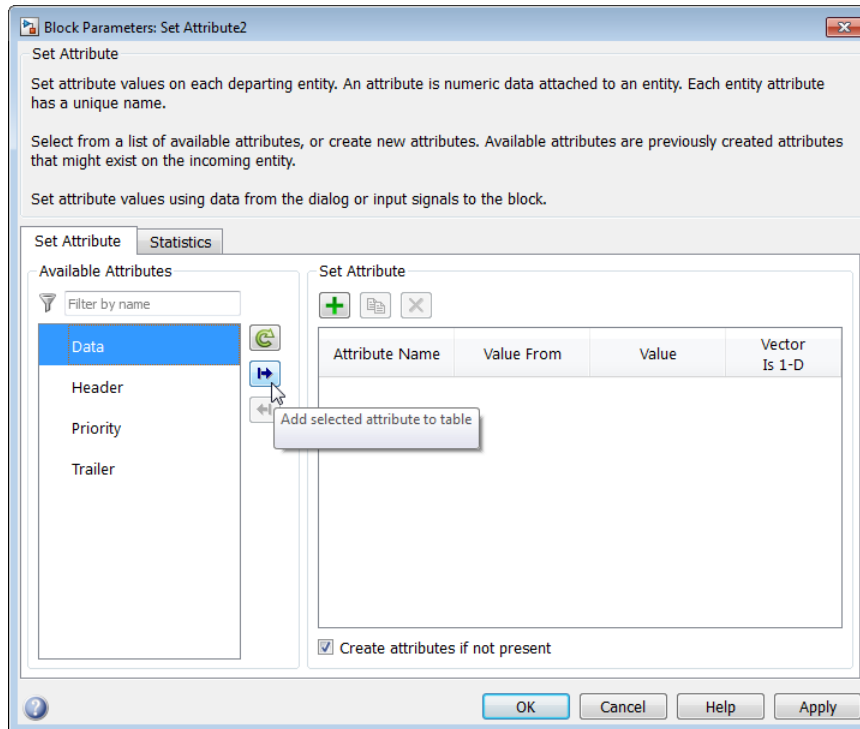 Block Parameters: Set Attribute2
Set Attribute
Set attribute values on each departing entity. An attribute is numeric data attached to an entity. Each entity attribute
has a unique name.
Select from a list of available attributes, or create new attributes. Available attributes are previously created attributes
that might exist on the incoming entity.
Set attribute values using data from the dialog or input signals to the block.
Set Attribute
Statistics
Available Attributes
Filter by name
Data
Header
Priority
Trailer
Add selected attribute to table
Set Attribute
Attribute Name
Value From
Value
Vector
Is 1-D
Create attributes if not present
OK
Cancel
Help
Apply